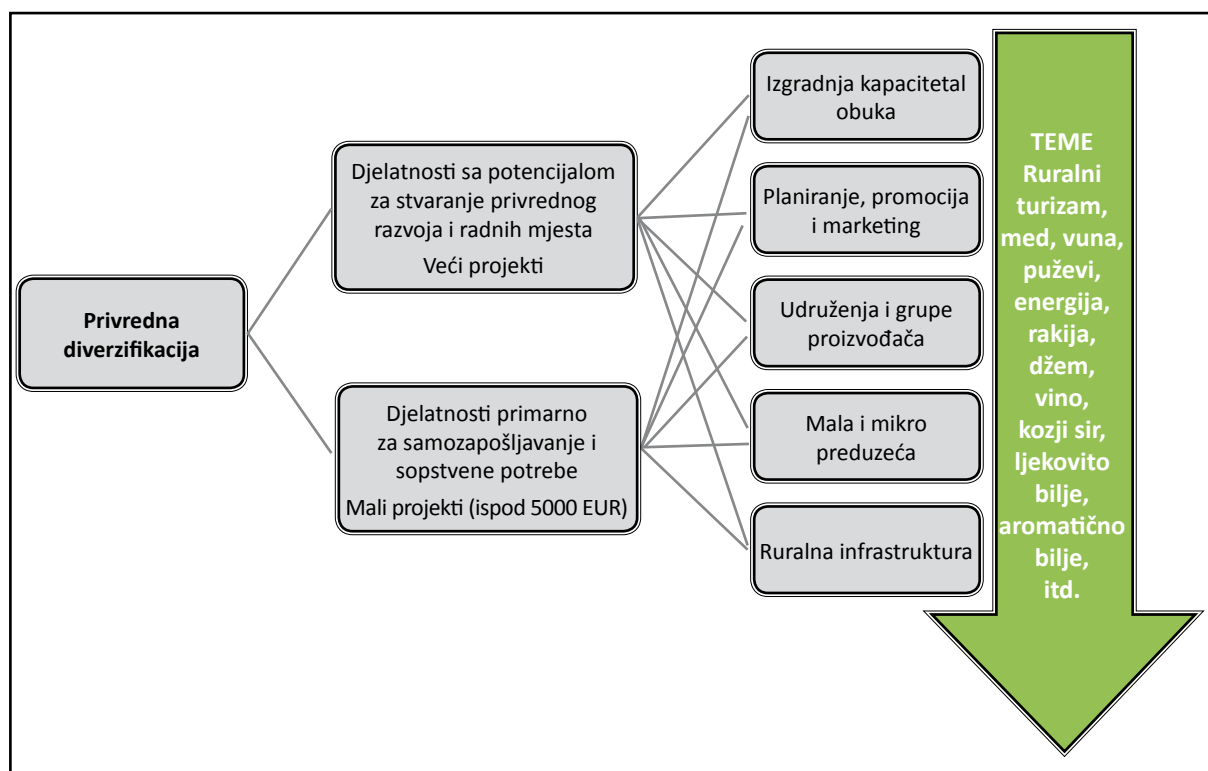 Privredna
diverzifikacija
Djelatnosti sa potencijalom
za stvaranje privrednog
razvoja i radnih mjesta
Veći projekti
Djelatnosti primarno
za samozapošljavanje i
sopstvene potrebe
Mali projekti (ispod 5000 EUR)
Izgradnja kapacitetal
obuka
Planiranje, promocija
i marketing
Udruženja i grupe
proizvođača
Mala i mikro
preduzeća
Ruralna infrastruktura
TEME
Ruralni
turizam,
med, vuna,
puževi,
energija,
rakija,
džem,
vino,
kozji sir,
ljekovito
bilje,
aromatično
bilje,
itd.